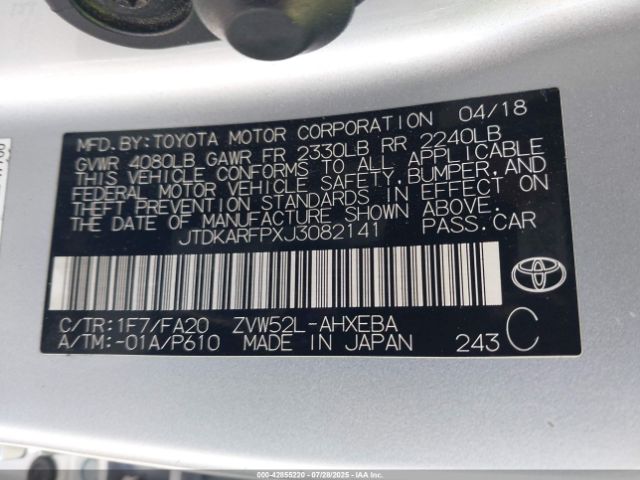 MFD. BY: TOYOTA MOTOR CORPORATION 04/18
GVWR 4080LB GAWR FR 2330LB RR 2240LB
THIS VEHICLE CONFORMS TO ALL APPLICABLE
FEDERAL MOTOR VEHICLE SAFETY, BUMPER, AND
THEFT PREVENTION STANDARDS IN EFFECT ON
THE DATE OF MANUFACTURE SHOWN ABOVE.
JTDKARFPXJ3082141 PASS. CAR
C/TR: 1F7/FA20 ZVW52L-AHXEBA
A/TM: -01A/P610 MADE IN JAPAN 243 C
TOYOTA
000-42855220 - 07/28/2025 - IAAI.COM